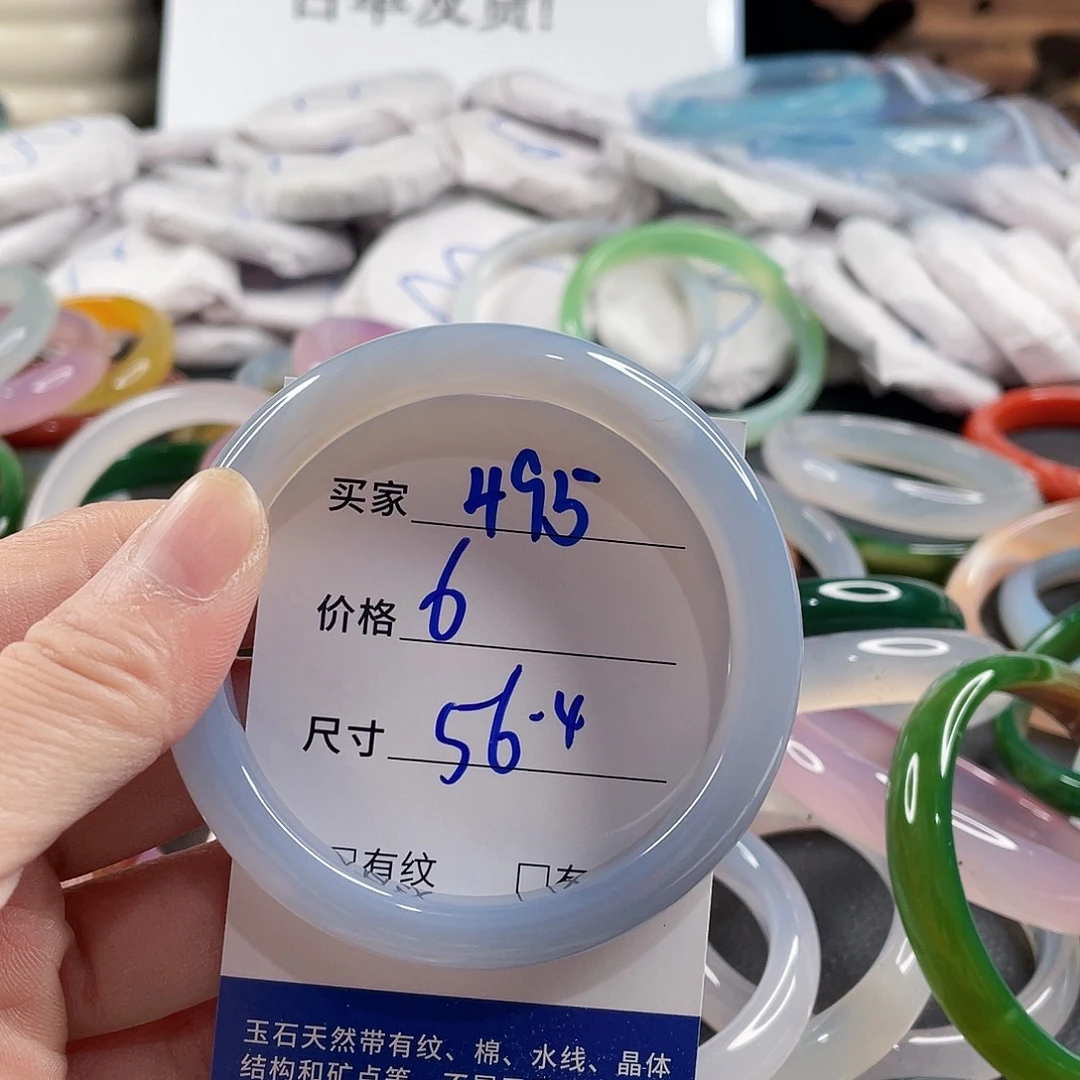 买家 495
价格 6
尺寸 56.4
□有纹 □有
玉石天然带有纹、棉、水线、晶体
结构和矿点等